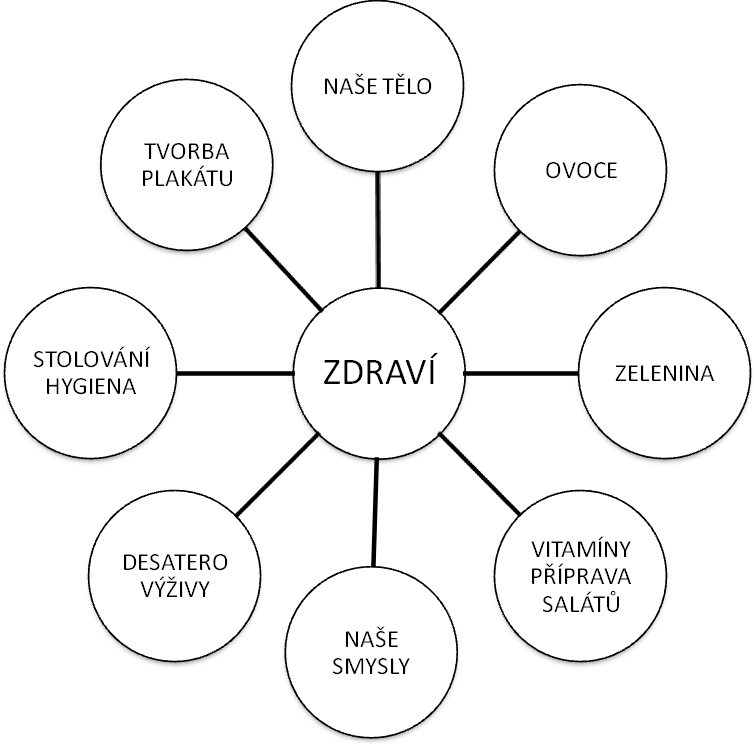 NAŠE TĚLO
OVOCE
ZELENINA
VITAMÍNY
PŘÍPRAVA
SALÁTŮ
NAŠE
SMYSLY
DESATERO
VÝŽIVY
STOLOVÁNÍ
HYGIENA
TVORBA
PLAKÁTU
ZDRAVÍ